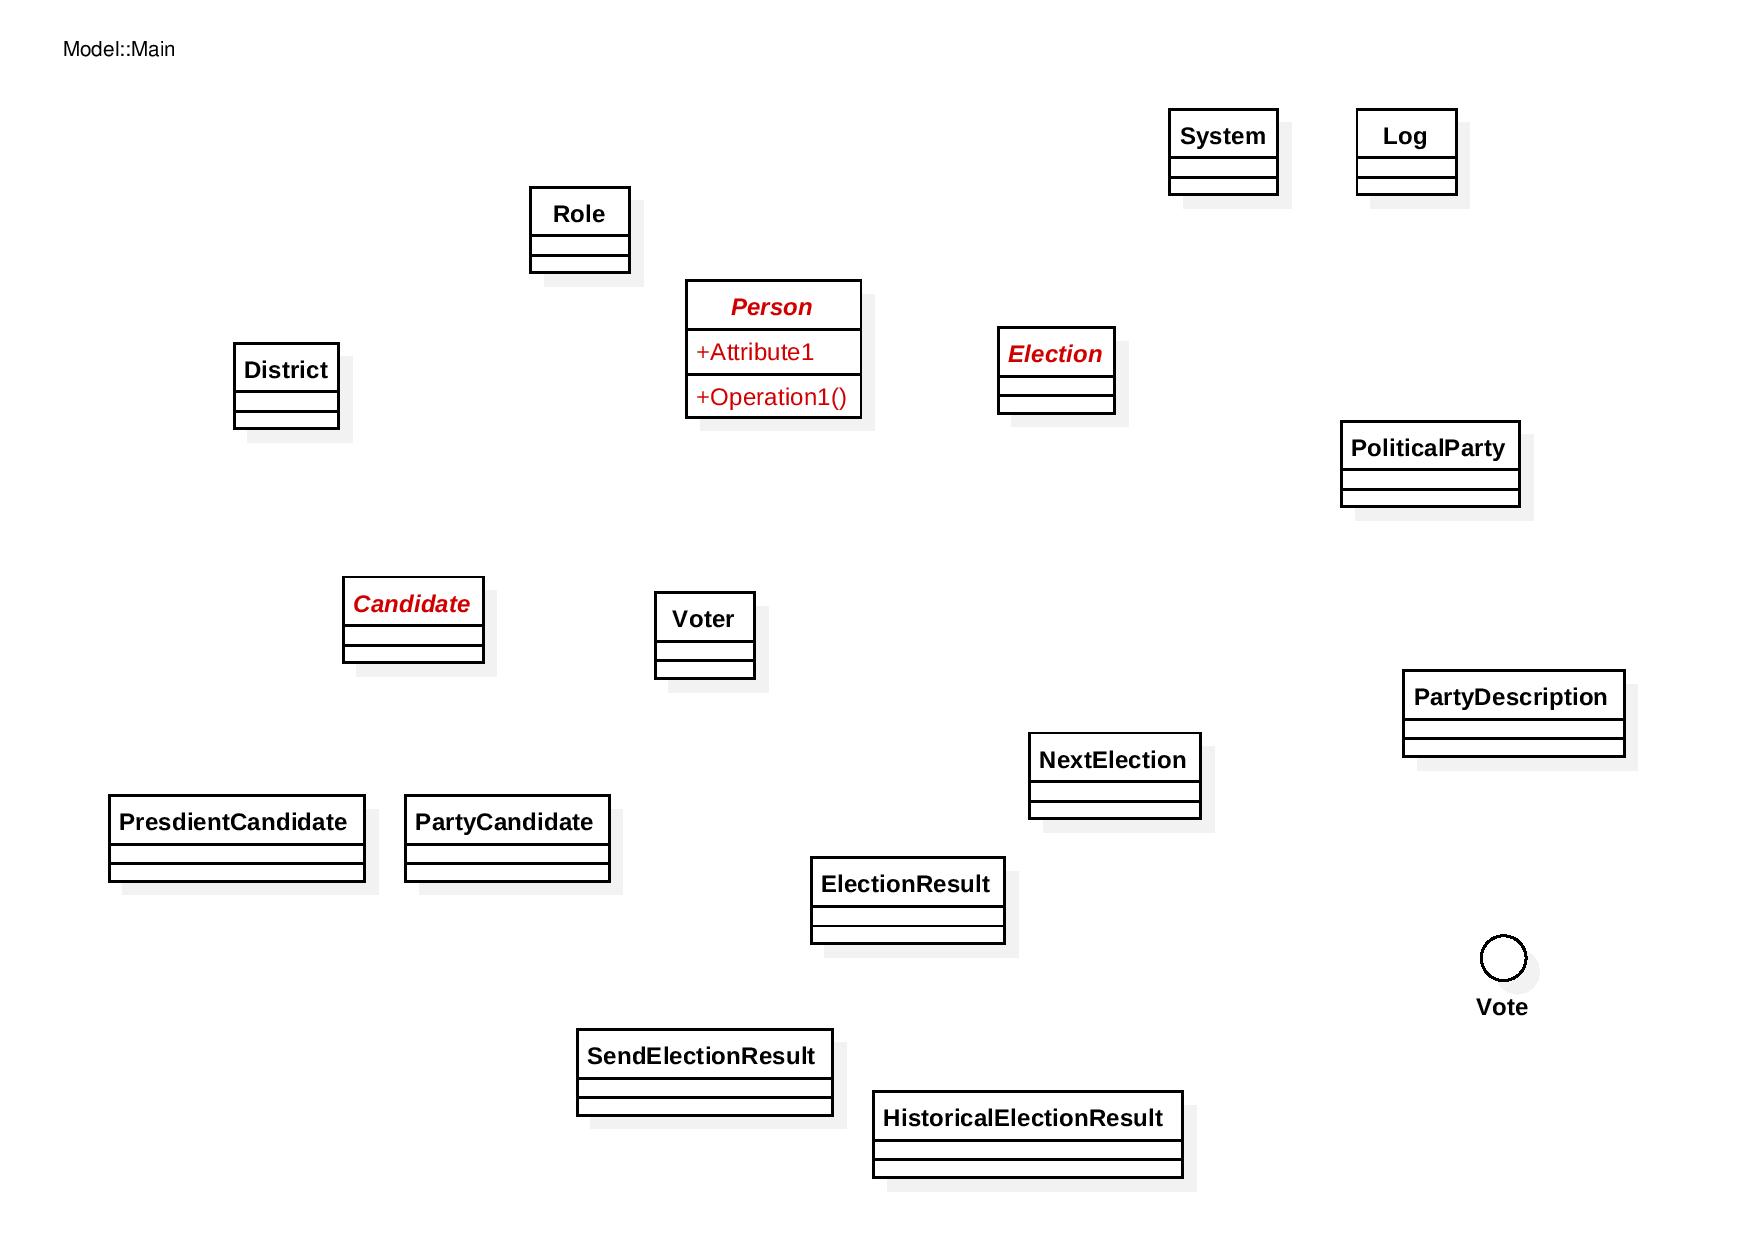 Model::Main
System
Log
Role
Person
+Attribute1
+Operation1()
Election
District
PoliticalParty
Candidate
Voter
PartyDescription
NextElection
PresdientCandidate
PartyCandidate
ElectionResult
Vote
SendElectionResult
HistoricalElectionResult